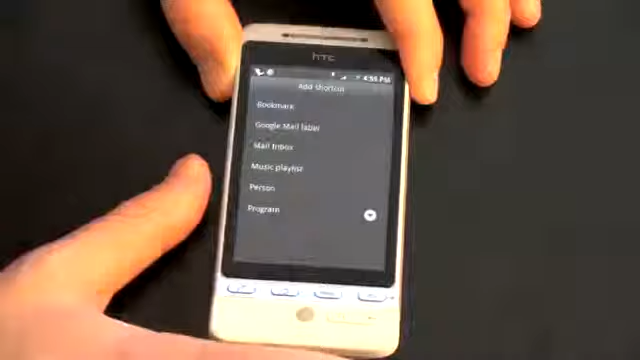 hTC
4:55 PM
Add Shortcut
Bookmark
Google Mail label
Mail Inbox
Music playlist
Person
Program